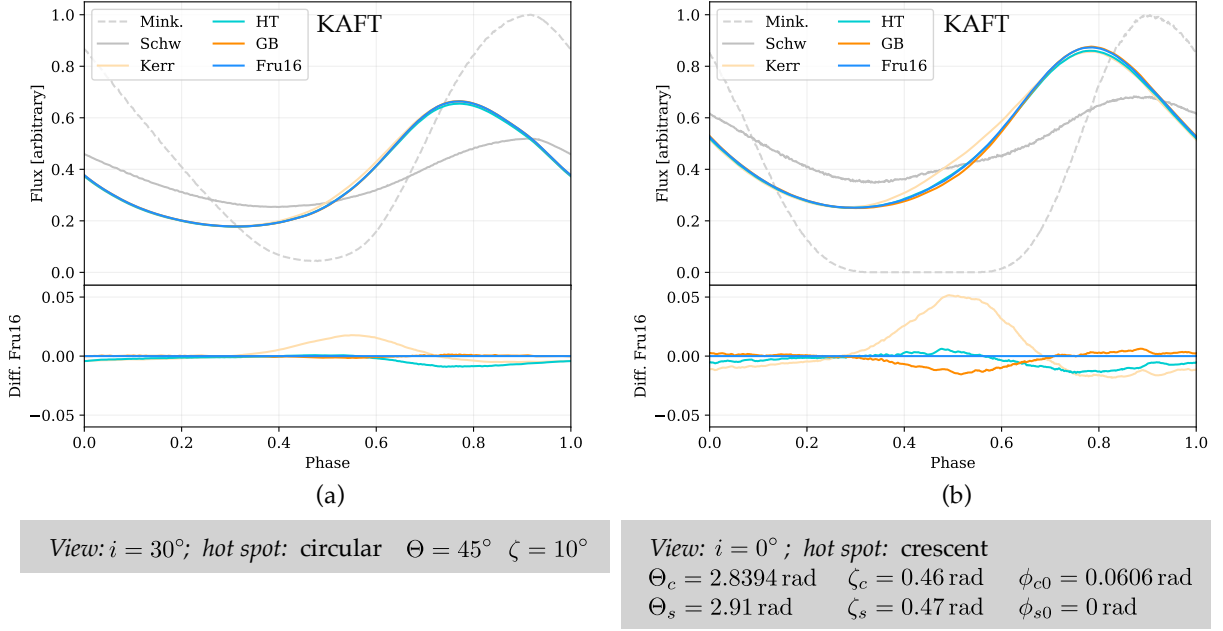 KAFT
Mink.
Schw
Kerr
HT
GB
Fru16
Flux [arbitrary]
1.0
0.8
0.6
0.4
0.2
0.0
Diff. Fru16
0.05
0.00
−0.05
0.0 0.2 0.4 0.6 0.8 1.0
Phase
(a)
View: i = 30°; hot spot: circular Θ = 45° ζ = 10°
KAFT
Mink.
Schw
Kerr
HT
GB
Fru16
Flux [arbitrary]
1.0
0.8
0.6
0.4
0.2
0.0
Diff. Fru16
0.05
0.00
−0.05
0.0 0.2 0.4 0.6 0.8 1.0
Phase
(b)
View: i = 0° ; hot spot: crescent
Θc = 2.8394 rad ζc = 0.46 rad ϕc0 = 0.0606 rad
Θs = 2.91 rad ζs = 0.47 rad ϕs0 = 0 rad